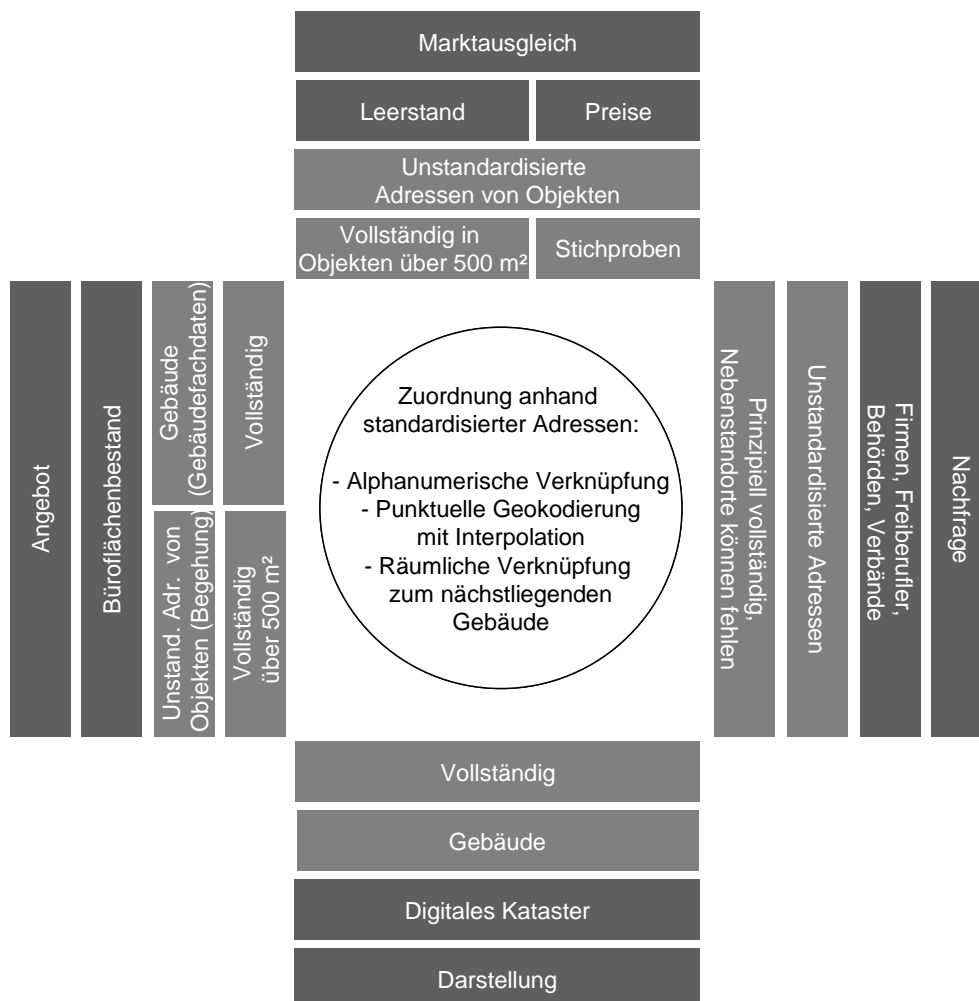 Marktausgleich
Leerstand
Preise
Unstandardisierte
Adressen von Objekten
Vollständig in
Objekten über 500 m²
Stichproben
Angebot
Büroflächenbestand
Gebäude
(Gebäudefachdaten)
Vollständig
Unstand. Adr. von
Objekten (Begehung)
Vollständig
über 500 m²
Zuordnung anhand
standardisierter Adressen:
- Alphanumerische Verknüpfung
- Punktuelle Geokodierung
mit Interpolation
- Räumliche Verknüpfung
zum nächstliegenden
Gebäude
Prinzipiell vollständig,
Nebenstandorte können fehlen
Unstandardisierte Adressen
Firmen, Freiberufler,
Behörden, Verbände
Nachfrage
Vollständig
Gebäude
Digitales Kataster
Darstellung